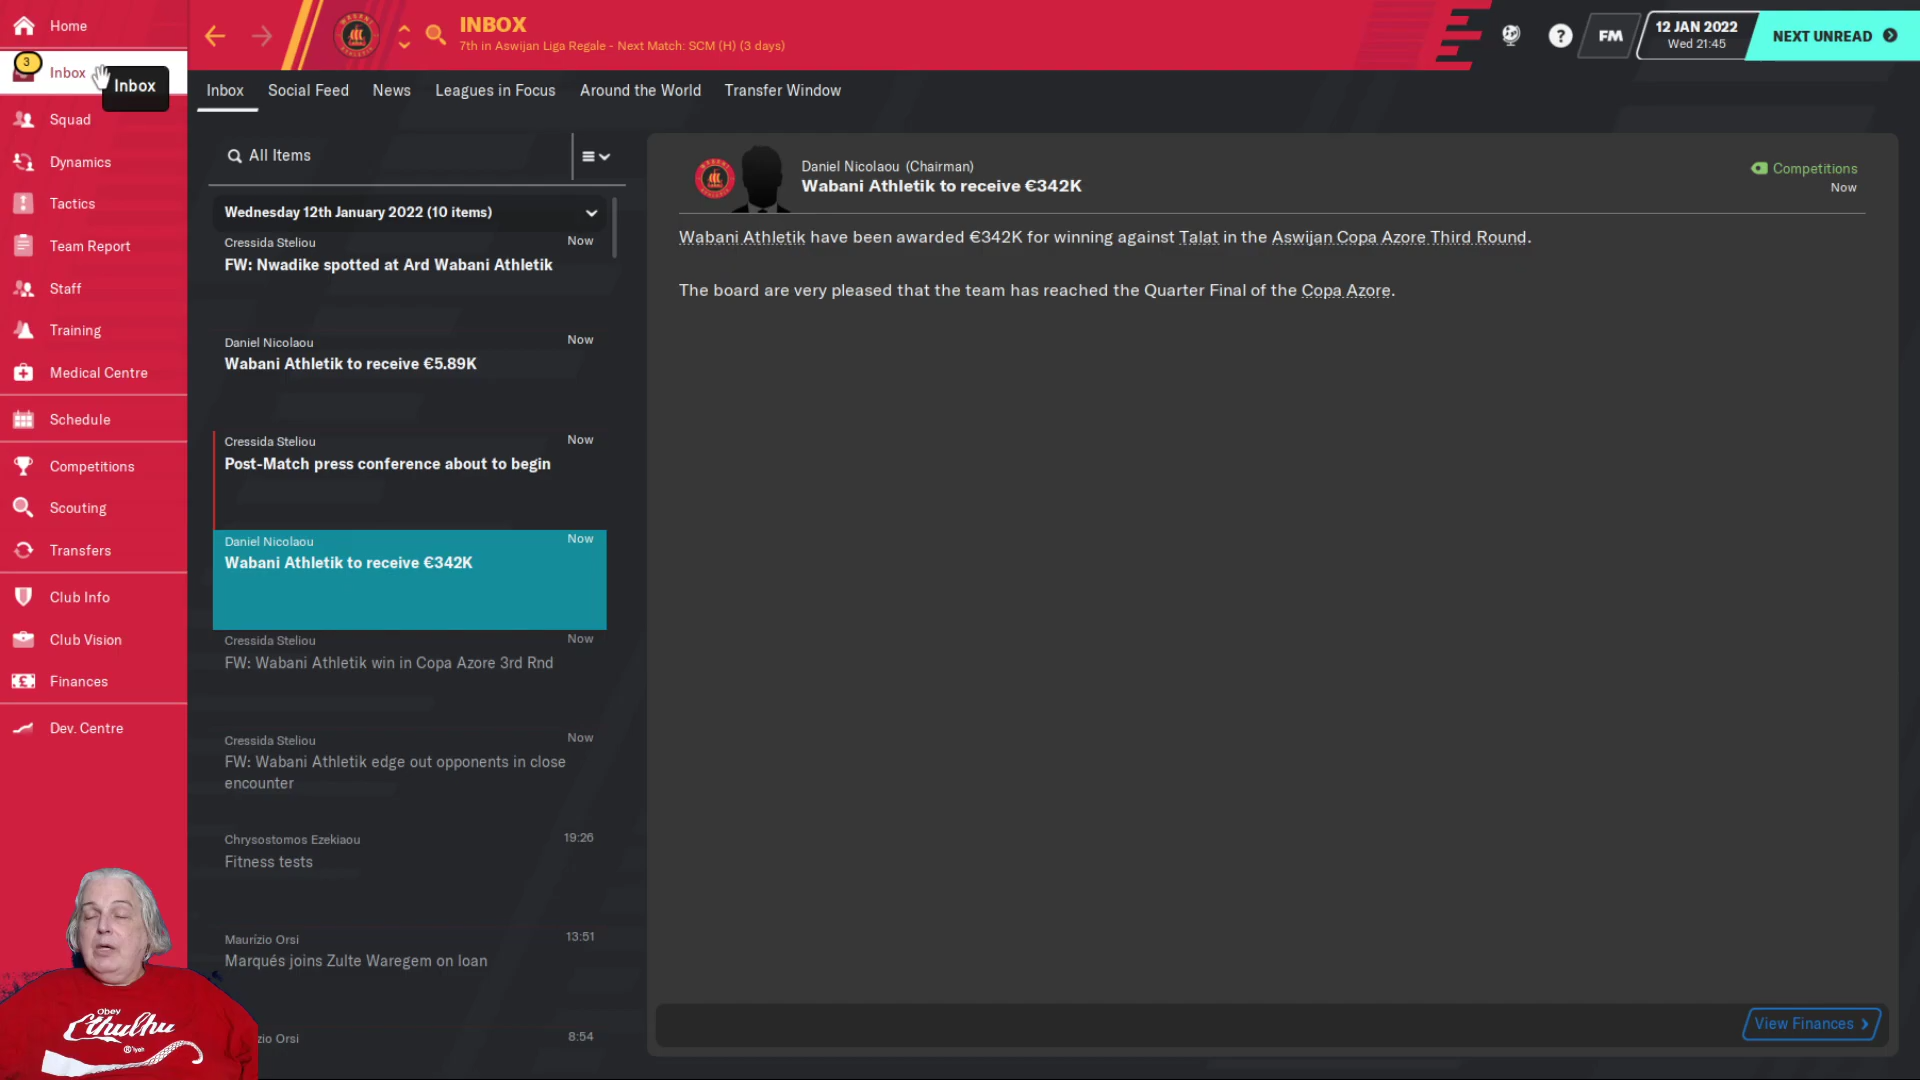 Home
3
Inbox
Inbox
Squad
Dynamics
Tactics
Team Report
Staff
Training
Medical Centre
Schedule
Competitions
Scouting
Transfers
Club Info
Club Vision
Finances
Dev. Centre
INBOX
7th in Aswijan Liga Regale - Next Match: SCM (H) (3 days)
FM
12 JAN 2022
Wed 21:45
NEXT UNREAD
Inbox Social Feed News Leagues in Focus Around the World Transfer Window
All Items
Wednesday 12th January 2022 (10 items)
Cressida Steliou Now
FW: Nwadike spotted at Ard Wabani Athletik
Daniel Nicolaou Now
Wabani Athletik to receive €5.89K
Cressida Steliou Now
Post-Match press conference about to begin
Daniel Nicolaou Now
Wabani Athletik to receive €342K
Cressida Steliou Now
FW: Wabani Athletik win in Copa Azore 3rd Rnd
Cressida Steliou Now
FW: Wabani Athletik edge out opponents in close
encounter
Chrysostomos Ezekiaou 19:26
Fitness tests
Maurízio Orsi 13:51
Marqués joins Zulte Waregem on loan
zio Orsi 8:54
Daniel Nicolaou (Chairman)
Wabani Athletik to receive €342K
Competitions
Now
Wabani Athletik have been awarded €342K for winning against Talat in the Aswijan Copa Azore Third Round.
The board are very pleased that the team has reached the Quarter Final of the Copa Azore.
View Finances
Obey
Cthulhu